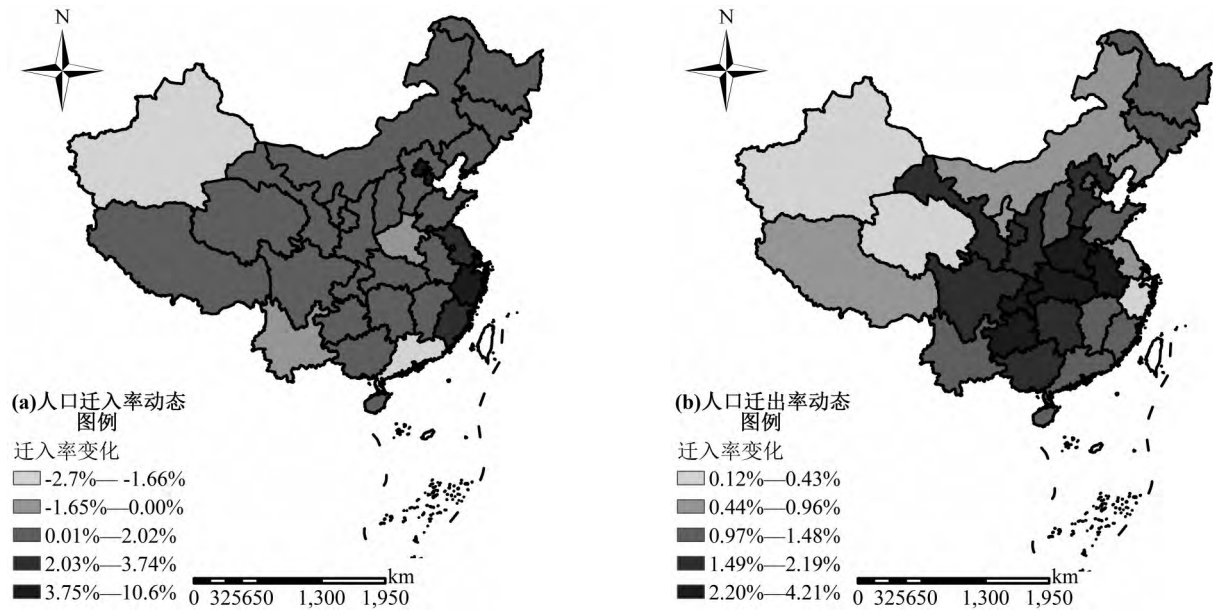 N
(a)人口迁入率动态
图例
迁入率变化
-2.7%— -1.66%
-1.65%—0.00%
0.01%—2.02%
2.03%—3.74%
3.75%—10.6%
km
0 325650 1,300 1,950
N
(b)人口迁出率动态
图例
迁入率变化
0.12%—0.43%
0.44%—0.96%
0.97%—1.48%
1.49%—2.19%
2.20%—4.21%
km
0 325650 1,300 1,950